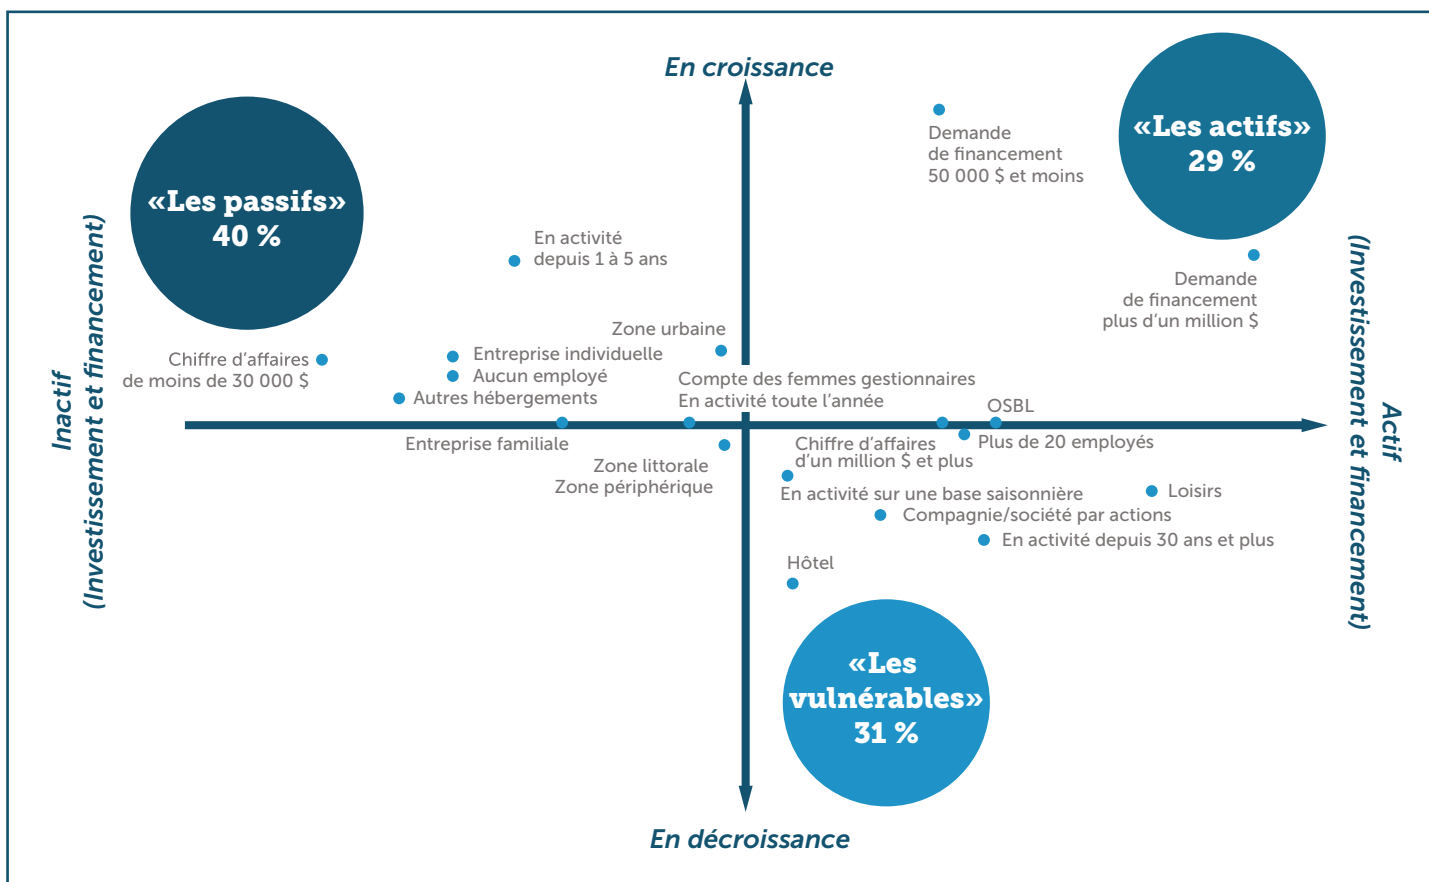 En croissance
«Les actifs»
29 %
Demande
de financement
50 000 $ et moins
«Les passifs»
40 %
En activité
depuis 1 à 5 ans
Demande
de financement
plus d’un million $
Zone urbaine
Chiffre d’affaires
de moins de 30 000 $
Entreprise individuelle
Aucun employé
Autres hébergements
Compte des femmes gestionnaires
En activité toute l’année
OSBL
Inactif
(Investissement et financement)
Actif
(Investissement et financement)
Entreprise familiale
Chiffre d’affaires
d’un million $ et plus
Plus de 20 employés
Zone littorale
Zone périphérique
En activité sur une base saisonnière
Loisirs
Compagnie/société par actions
En activité depuis 30 ans et plus
Hôtel
«Les
vulnérables»
31 %
En décroissance